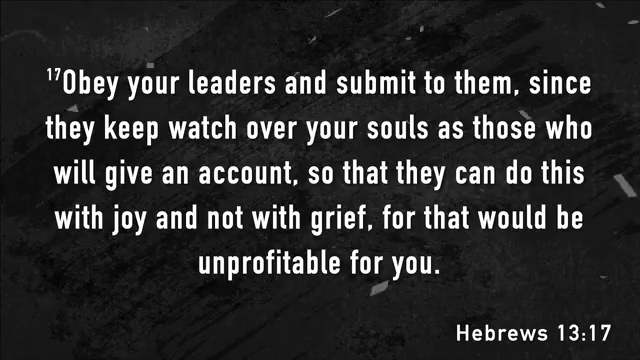 ¹⁷Obey your leaders and submit to them, since
they keep watch over your souls as those who
will give an account, so that they can do this
with joy and not with grief, for that would be
unprofitable for you.
Hebrews 13:17